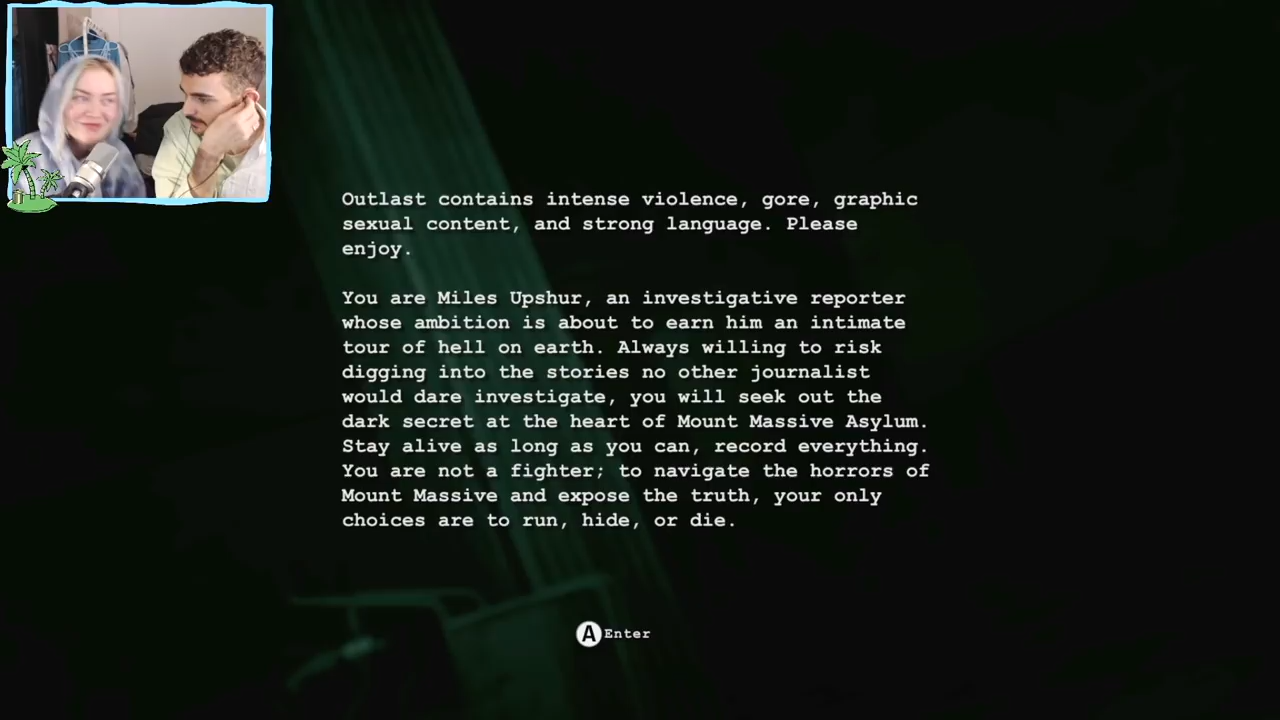 Outlast contains intense violence, gore, graphic
sexual content, and strong language. Please
enjoy.
You are Miles Upshur, an investigative reporter
whose ambition is about to earn him an intimate
tour of hell on earth. Always willing to risk
digging into the stories no other journalist
would dare investigate, you will seek out the
dark secret at the heart of Mount Massive Asylum.
Stay alive as long as you can, record everything.
You are not a fighter; to navigate the horrors of
Mount Massive and expose the truth, your only
choices are to run, hide, or die.
A Enter